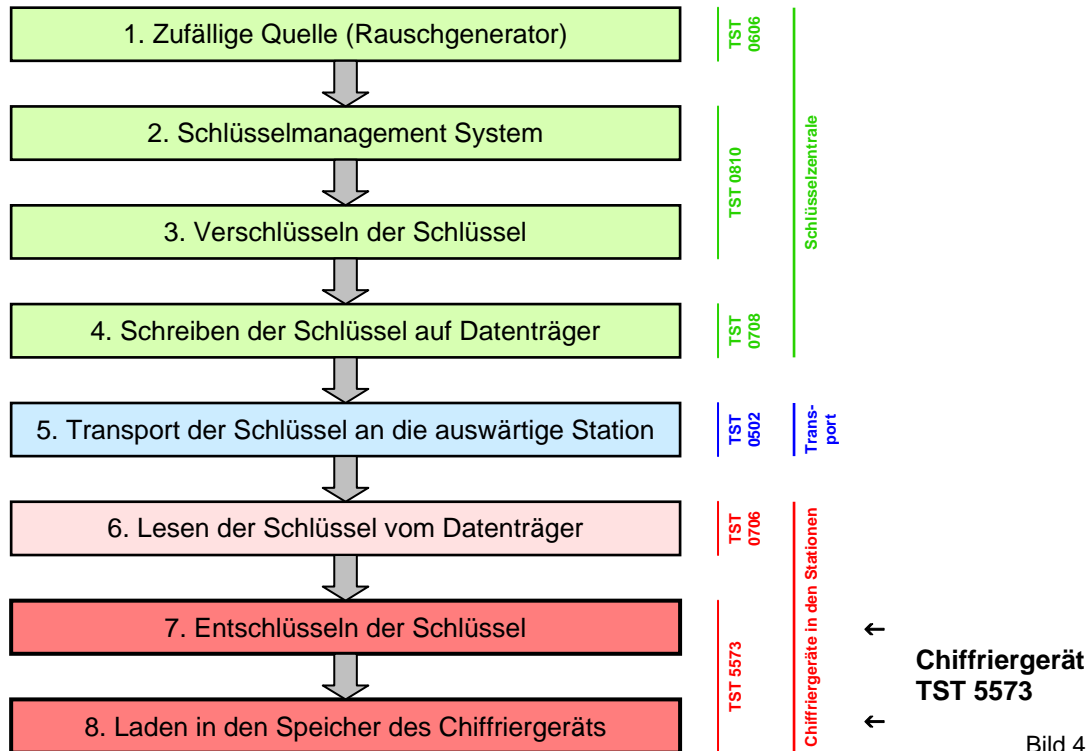 1. Zufällige Quelle (Rauschgenerator)
TST
0606
2. Schlüsselmanagement System
TST 0810
Schlüsselzentrale
3. Verschlüsseln der Schlüssel
4. Schreiben der Schlüssel auf Datenträger
TST
0708
5. Transport der Schlüssel an die auswärtige Station
TST
0502
Trans-
port
6. Lesen der Schlüssel vom Datenträger
TST
0706
Chiffriergeräte in den Stationen
7. Entschlüsseln der Schlüssel
←
TST 5573
Chiffriergerät
TST 5573
8. Laden in den Speicher des Chiffriergeräts
←
Bild 4